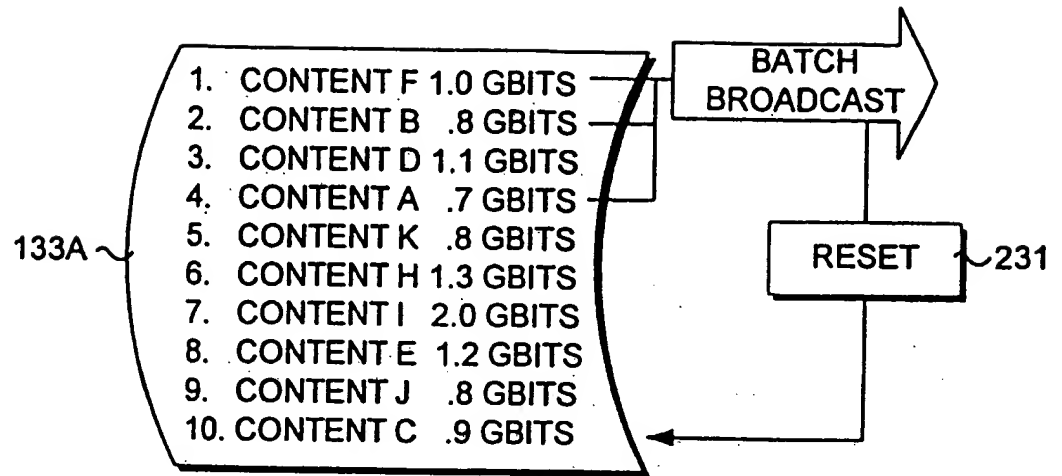 1. CONTENT F 1.0 GBITS
2. CONTENT B .8 GBITS
3. CONTENT D 1.1 GBITS
4. CONTENT A .7 GBITS
5. CONTENT K .8 GBITS
6. CONTENT H 1.3 GBITS
7. CONTENT I 2.0 GBITS
8. CONTENT E 1.2 GBITS
9. CONTENT J .8 GBITS
10. CONTENT C .9 GBITS
BATCH
BROADCAST
133A
RESET
231